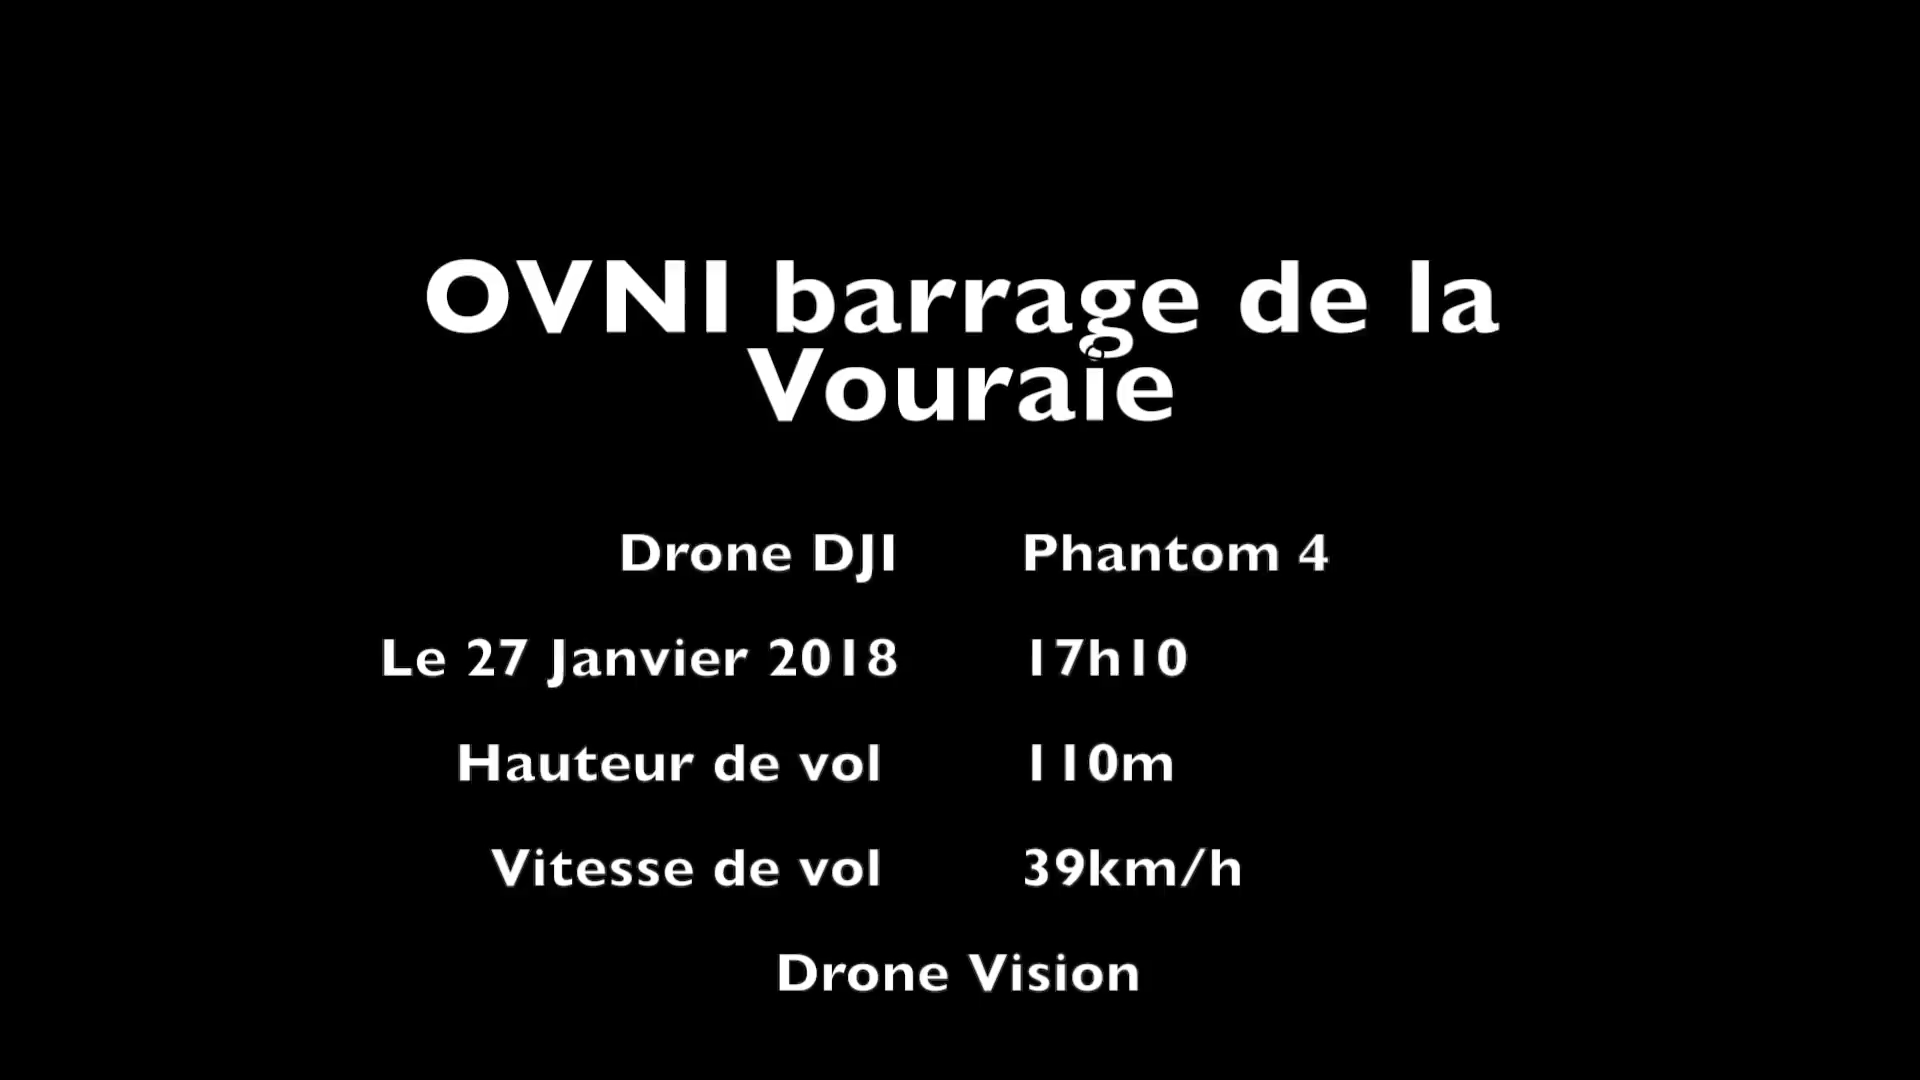 OVNI barrage de la
Vouraie
Drone DJI Phantom 4
Le 27 Janvier 2018 17h10
Hauteur de vol 110m
Vitesse de vol 39km/h
Drone Vision